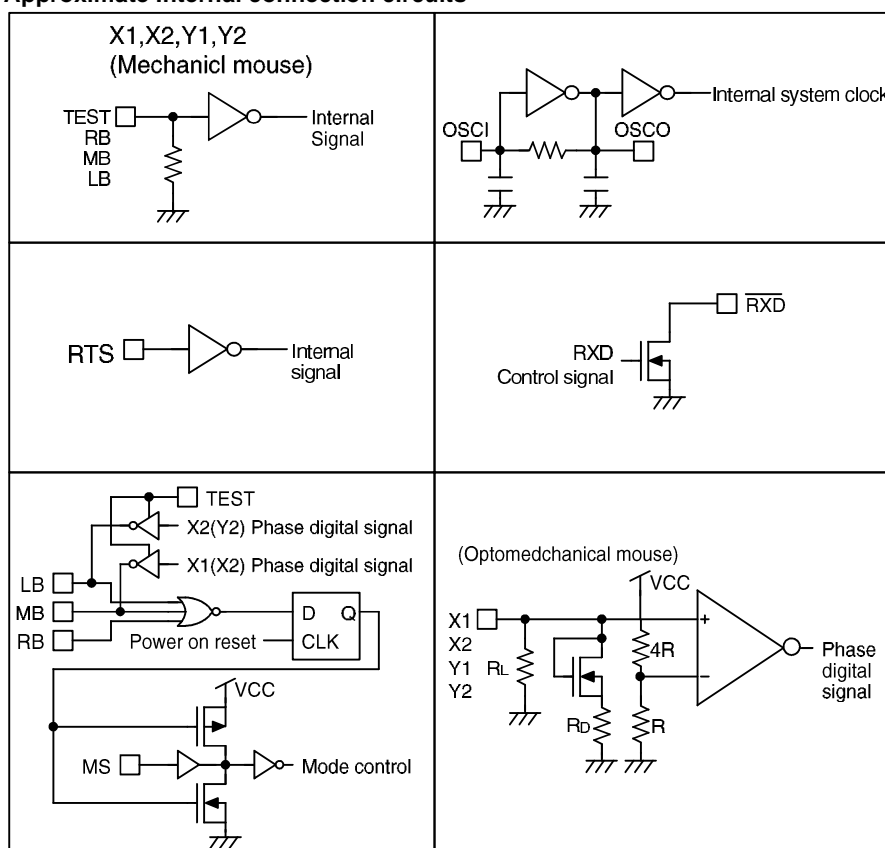 Approximate internal connection circuits
X1,X2,Y1,Y2
(Mechanicl mouse)
TEST
RB
MB
LB
Internal
Signal
OSCI
OSCO
Internal system clock
RTS
Internal
signal
RXD
RXD
Control signal
TEST
X2(Y2) Phase digital signal
X1(X2) Phase digital signal
LB
MB
RB
Power on reset
D
Q
CLK
VCC
MS
Mode control
(Optomedchanical mouse)
VCC
X1
X2
Y1
Y2
RL
RD
4R
R
+
−
Phase
digital
signal